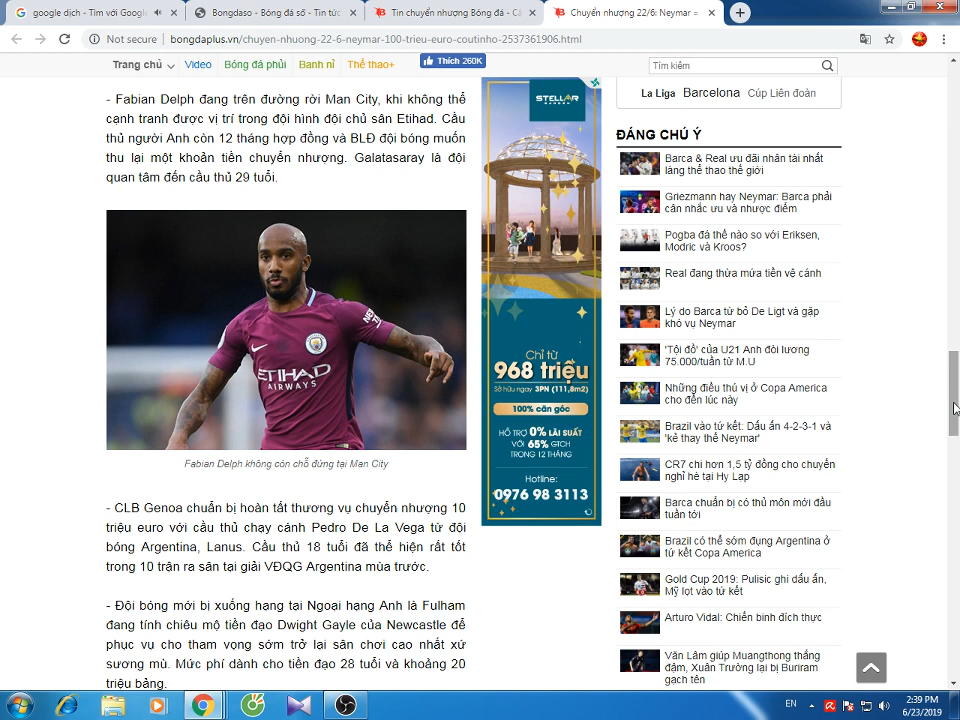 google dịch - Tìm với Google
Bongdaso - Bóng đá số - Tin tức
Tin chuyển nhượng Bóng đá - Cá
Chuyển nhượng 22/6: Neymar =
Not secure | bongdaplus.vn/chuyen-nhuong-22-6-neymar-100-trieu-euro-coutinho-2537361906.html
Trang chủ Video Bóng đá phủi Banh nỉ Thể thao+ Thích 260K Tìm kiếm
- Fabian Delph đang trên đường rời Man City, khi không thể
cạnh tranh được vị trí trong đội hình đội chủ sân Etihad. Cầu
thủ người Anh còn 12 tháng hợp đồng và BLĐ đội bóng muốn
thu lại một khoản tiền chuyển nhượng. Galatasaray là đội
quan tâm đến cầu thủ 29 tuổi.
ETIHAD
AIRWAYS
Fabian Delph không còn chỗ đứng tại Man City
- CLB Genoa chuẩn bị hoàn tất thương vụ chuyển nhượng 10
triệu euro với cầu thủ chạy cánh Pedro De La Vega từ đội
bóng Argentina, Lanus. Cầu thủ 18 tuổi đã thể hiện rất tốt
trong 10 trận ra sân tại giải VĐQG Argentina mùa trước.
- Đội bóng mới bị xuống hạng tại Ngoại hạng Anh là Fulham
đang tính chiêu mộ tiền đạo Dwight Gayle của Newcastle để
phục vụ cho tham vọng sớm trở lại sân chơi cao nhất xứ
sương mù. Mức phí dành cho tiền đạo 28 tuổi và khoảng 20
triệu bảng.
STELLAR
GARDEN
Chỉ từ
968 triệu
Sở hữu ngay 3PN (111,8m2)
100% căn góc
HỖ TRỢ 0% LÃI SUẤT
VỚI 65% GTCH
TRONG 12 THÁNG
Hotline:
0976 98 3113
La Liga Barcelona Cúp Liên đoàn
ĐÁNG CHÚ Ý
Barca & Real ưu đãi nhân tài nhất
làng thể thao thế giới
Griezmann hay Neymar: Barca phải
cân nhắc ưu và nhược điểm
Pogba đá thế nào so với Eriksen,
Modric và Kroos?
Real đang thừa mứa tiền vệ cánh
Lý do Barca từ bỏ De Ligt và gặp
khó vụ Neymar
'Tội đồ' của U21 Anh đòi lương
75.000/tuần từ M.U
Những điều thú vị ở Copa America
cho đến lúc này
Brazil vào tứ kết: Dấu ấn 4-2-3-1 và
'kẻ thay thế Neymar'
CR7 chi hơn 1,5 tỷ đồng cho chuyến
nghỉ hè tại Hy Lạp
Barca chuẩn bị có thủ môn mới đầu
tuần tới
Brazil có thể sớm đụng Argentina ở
tứ kết Copa America
Gold Cup 2019: Pulisic ghi dấu ấn,
Mỹ lọt vào tứ kết
Arturo Vidal: Chiến binh đích thực
Văn Lâm giúp Muangthong thắng
đậm, Xuân Trường lại bị Buriram
gạch tên
EN
2:39 PM
6/23/2019